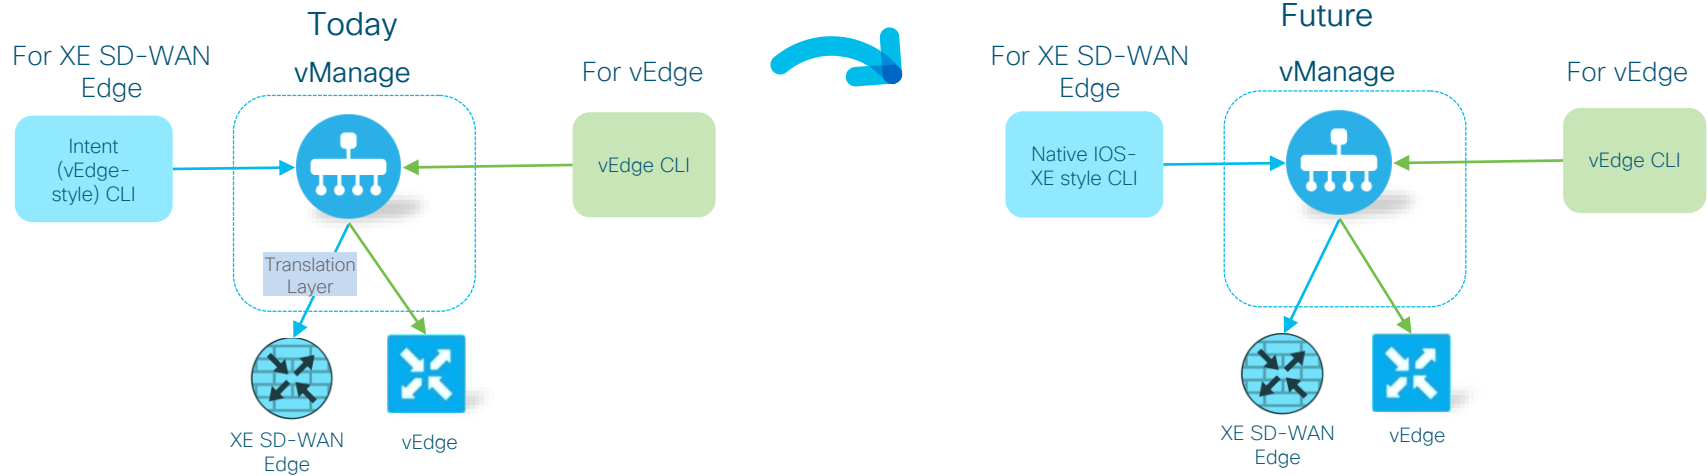 Today
For XE SD-WAN
Edge
vManage
For vEdge
Intent
(vEdge-
style) CLI
vEdge CLI
Translation
Layer
XE SD-WAN
Edge
vEdge
Future
For XE SD-WAN
Edge
vManage
For vEdge
Native IOS-
XE style CLI
vEdge CLI
XE SD-WAN
Edge
vEdge